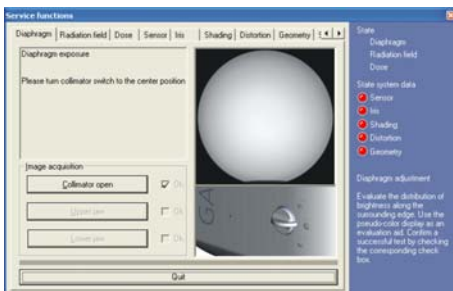 Service functions
Diaphragm
Radiation field
Dose
Sensor
Iris
Shading
Distortion
Geometry
Diaphragm exposure
Please turn collimator switch to the center position
Image acquisition
Collimator open
Ok
Upper jaw
Ok
Lower jaw
Ok
Quit
State
Diaphragm
Radiation field
Dose
State system data
Sensor
Iris
Shading
Distortion
Geometry
Diaphragm adjustment
Evaluate the distribution of
brightness along the
surrounding edge. Use the
pseudo-color display as an
evaluation aid. Confirm a
successful test by checking
the corresponding check
box.